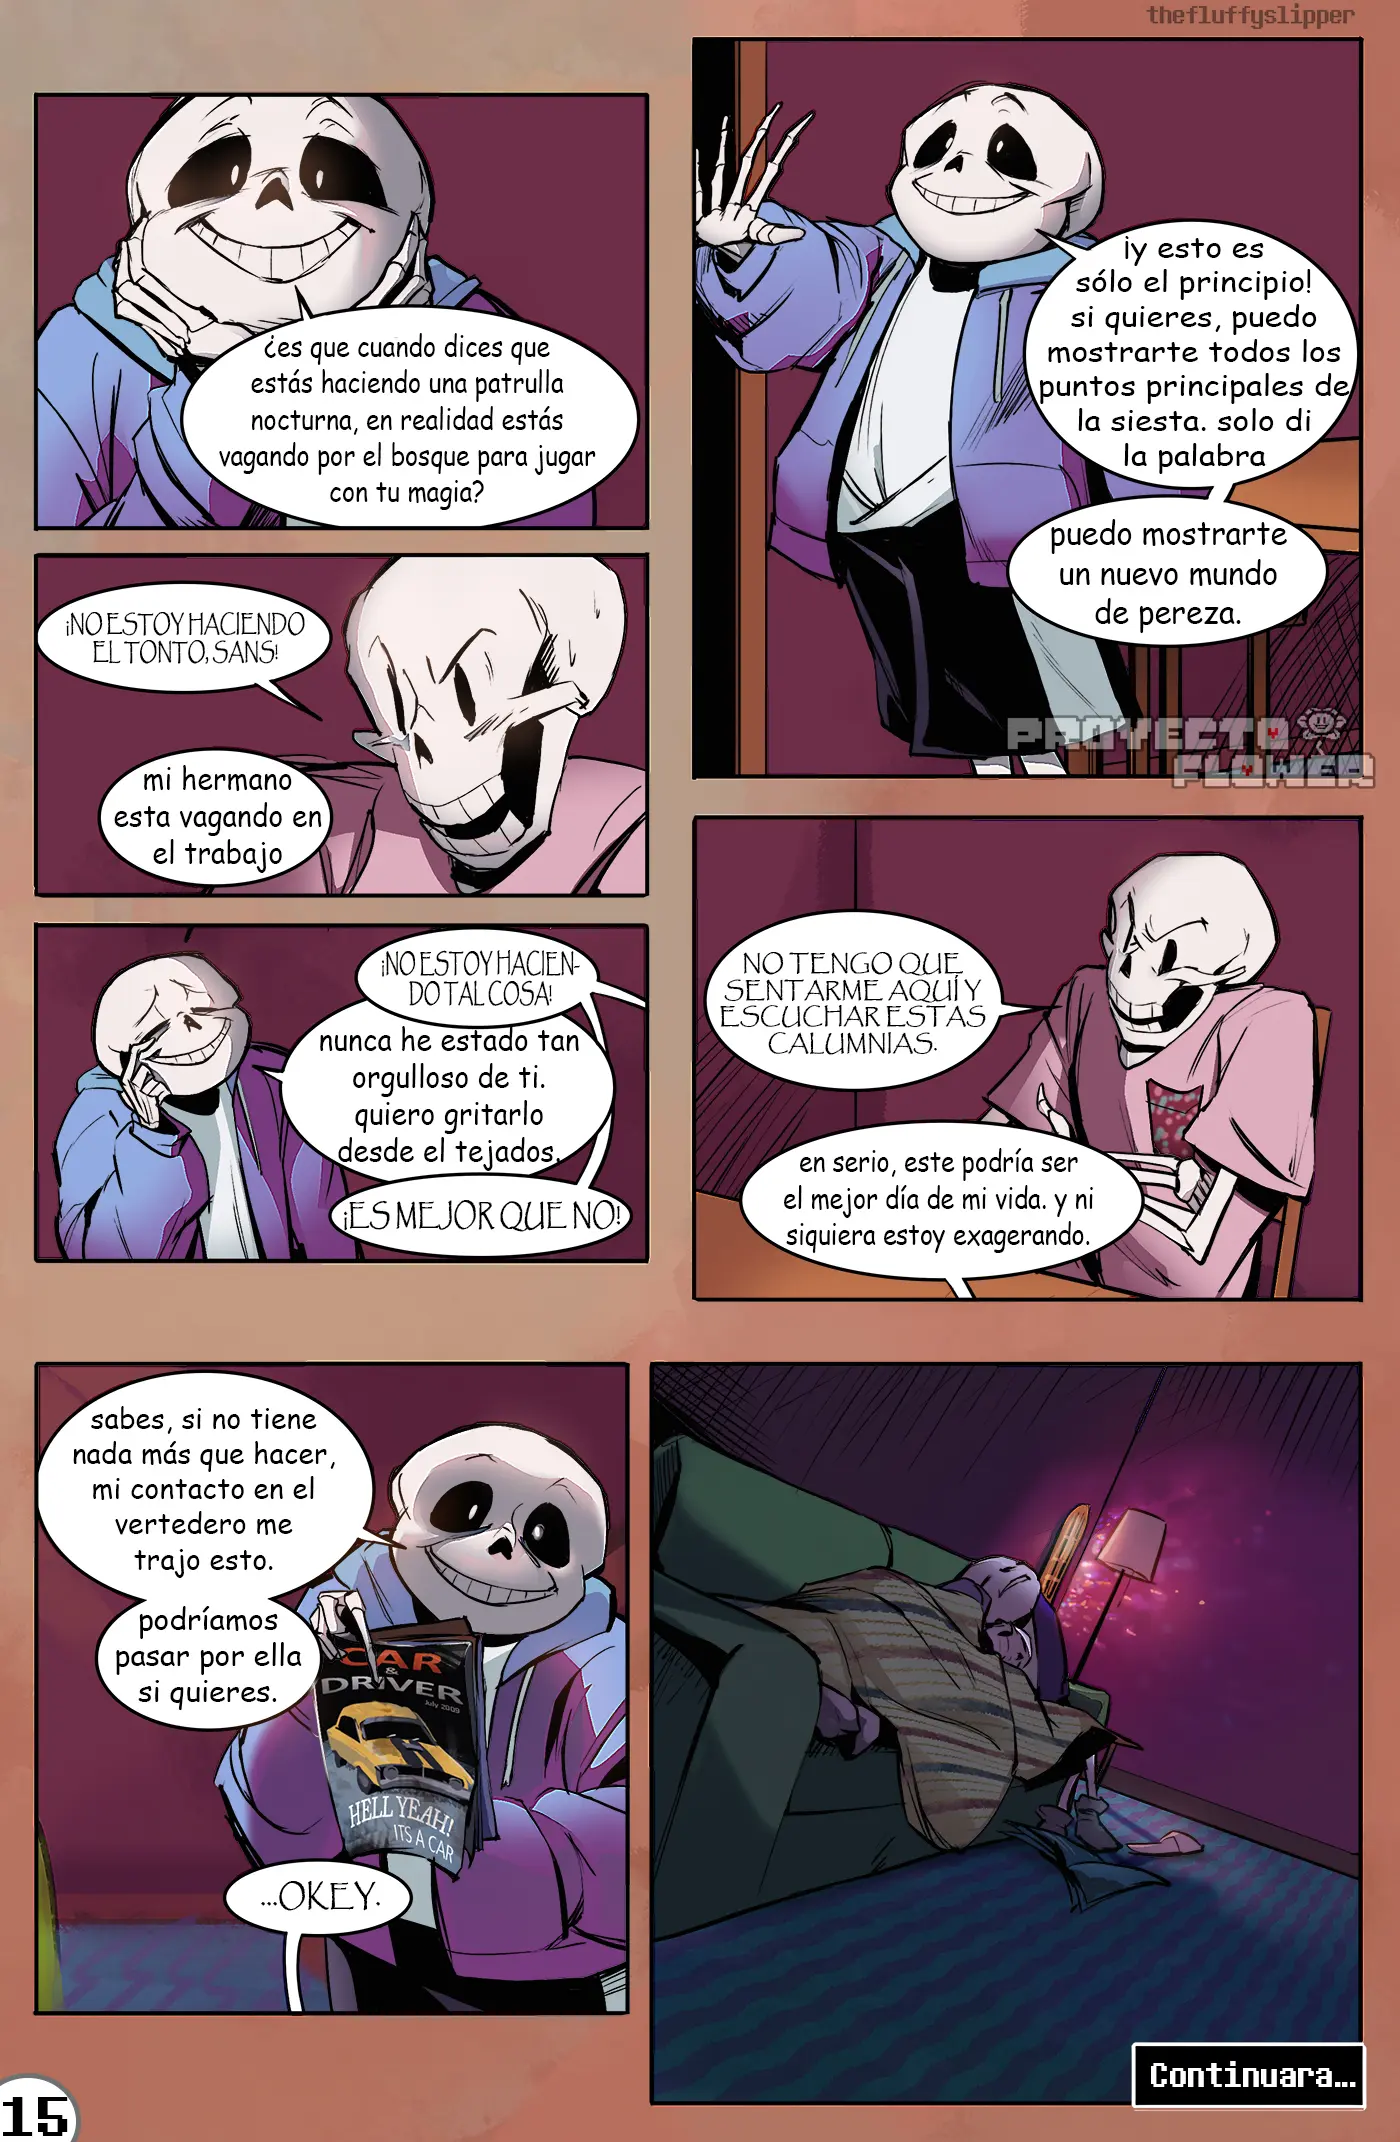 thefluffyslipper
¿es que cuando dices que
estás haciendo una patrulla
nocturna, en realidad estás
vagando por el bosque para jugar
con tu magia?
¡NO ESTOY HACIENDO
EL TONTO, SANS!
mi hermano
esta vagando en
el trabajo
¡NO ESTOY HACIEN-
DO TAL COSA!
nunca he estado tan
orgulloso de ti.
quiero gritarlo
desde el tejados.
¡ES MEJOR QUE NO!
¡y esto es
sólo el principio!
si quieres, puedo
mostrarte todos los
puntos principales de
la siesta. solo di
la palabra
puedo mostrarte
un nuevo mundo
de pereza.
PROYECTO
FLOWER
NO TENGO QUE
SENTARME AQUÍ Y
ESCUCHAR ESTAS
CALUMNIAS.
en serio, este podría ser
el mejor día de mi vida. y ni
siquiera estoy exagerando.
sabes, si no tiene
nada más que hacer,
mi contacto en el
vertedero me
trajo esto.
podríamos
pasar por ella
si quieres.
CAR
&
DRIVER
July 2009
HELL YEAH!
ITS A CAR
...OKEY.
Continuara...
15